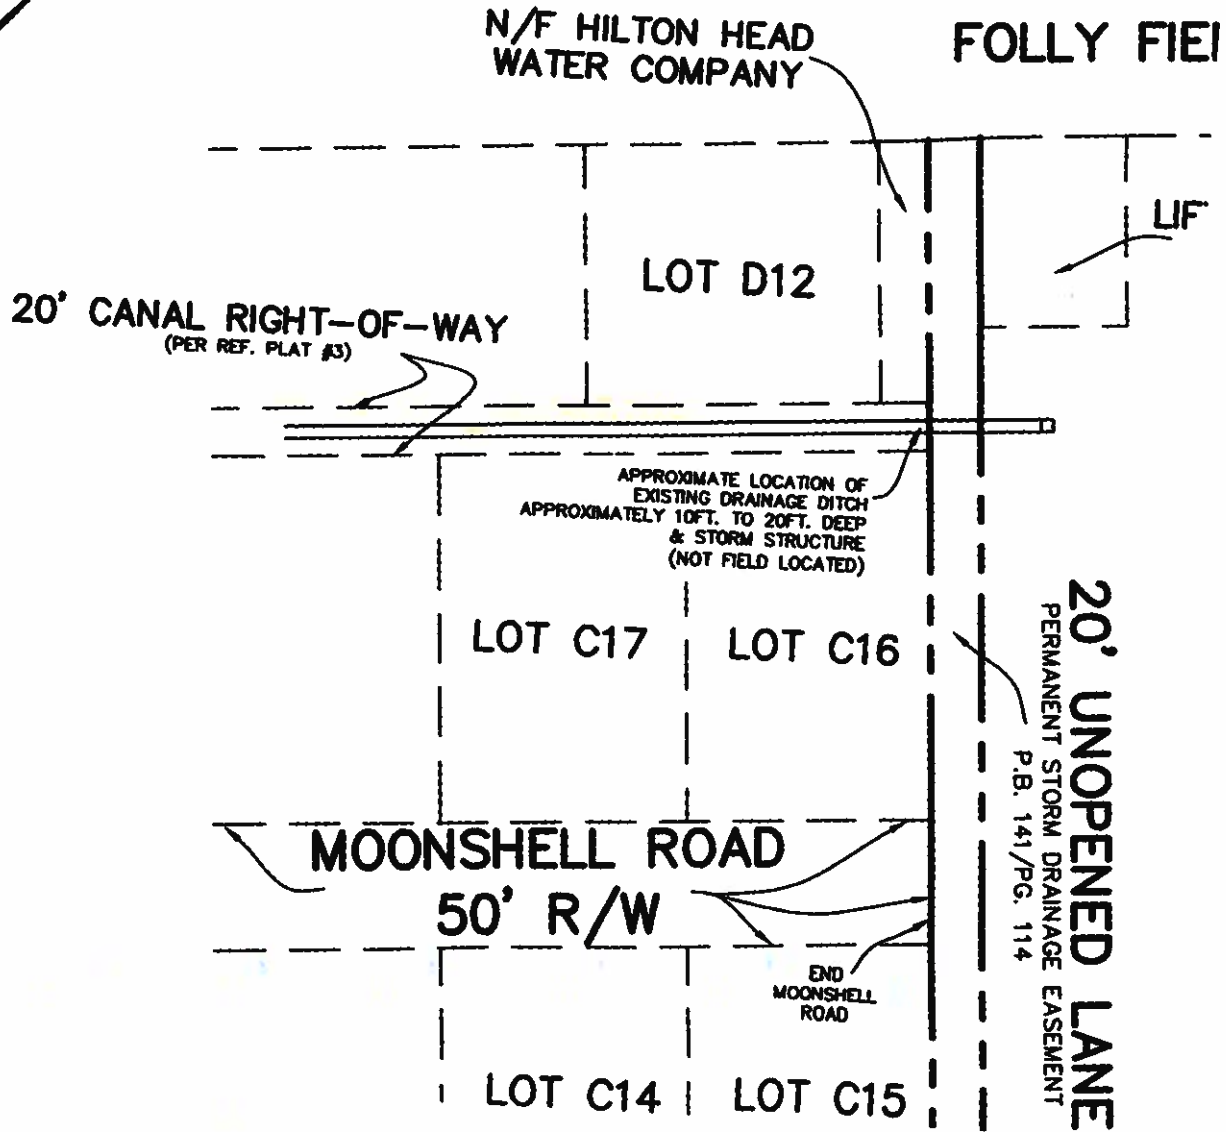 N/F HILTON HEAD
WATER COMPANY
FOLLY
LOT D12
20' CANAL RIGHT-OF-WAY
(PER REF. PLAT #3)
APPROXIMATE LOCATION OF
EXISTING DRAINAGE DITCH
APPROXIMATELY 10FT. TO 20FT. DEEP
& STORM STRUCTURE
(NOT FIELD LOCATED)
LOT C17
LOT C16
20' UNOPENED LANE
PERMANENT STORM DRAINAGE EASEMENT
P.B. 141/PG. 114
MOONSHELL ROAD
50' R/W
END
MOONSHELL
ROAD
LOT C14
LOT C15